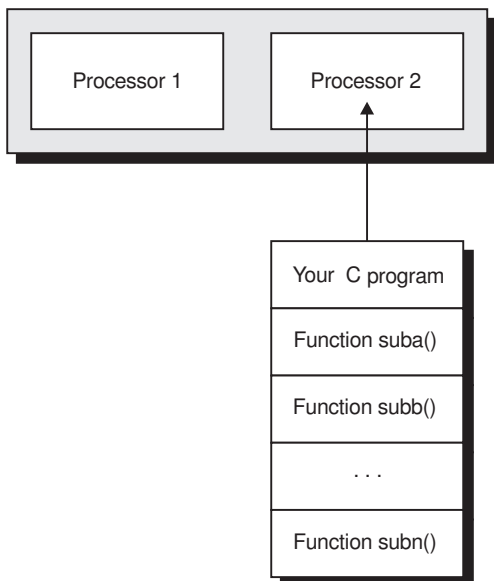 Processor 1
Processor 2
Your C program
Function suba()
Function subb()
. . .
Function subn()